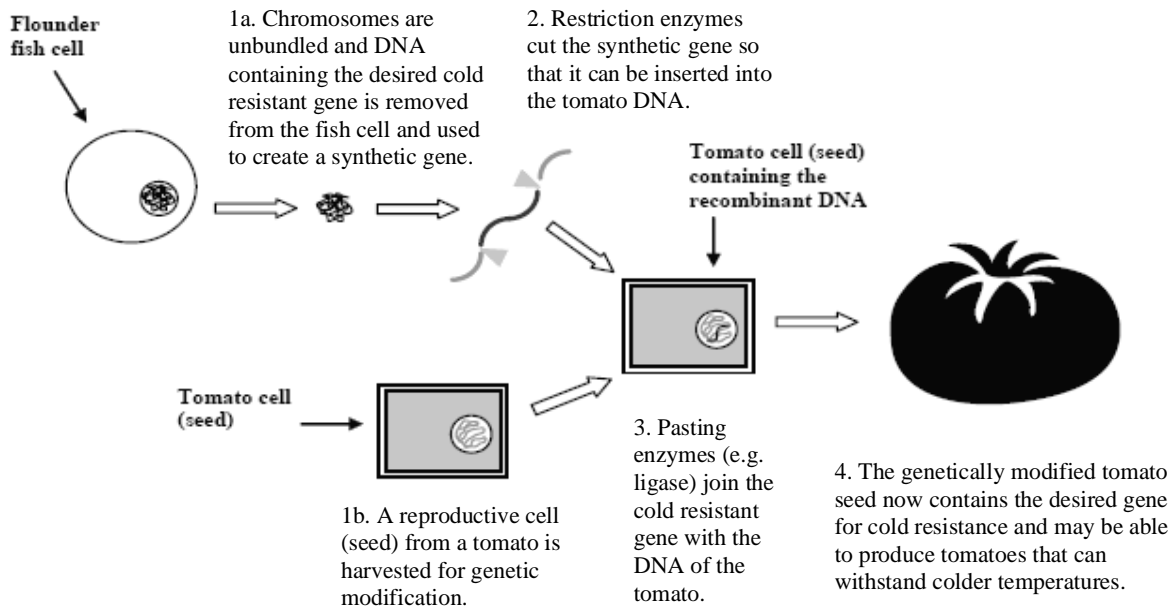 Flounder
fish cell
1a. Chromosomes are
unbundled and DNA
containing the desired cold
resistant gene is removed
from the fish cell and used
to create a synthetic gene.
2. Restriction enzymes
cut the synthetic gene so
that it can be inserted into
the tomato DNA.
Tomato cell (seed)
containing the
recombinant DNA
Tomato cell
(seed)
1b. A reproductive cell
(seed) from a tomato is
harvested for genetic
modification.
3. Pasting
enzymes (e.g.
ligase) join the
cold resistant
gene with the
DNA of the
tomato.
4. The genetically modified tomato
seed now contains the desired gene
for cold resistance and may be able
to produce tomatoes that can
withstand colder temperatures.